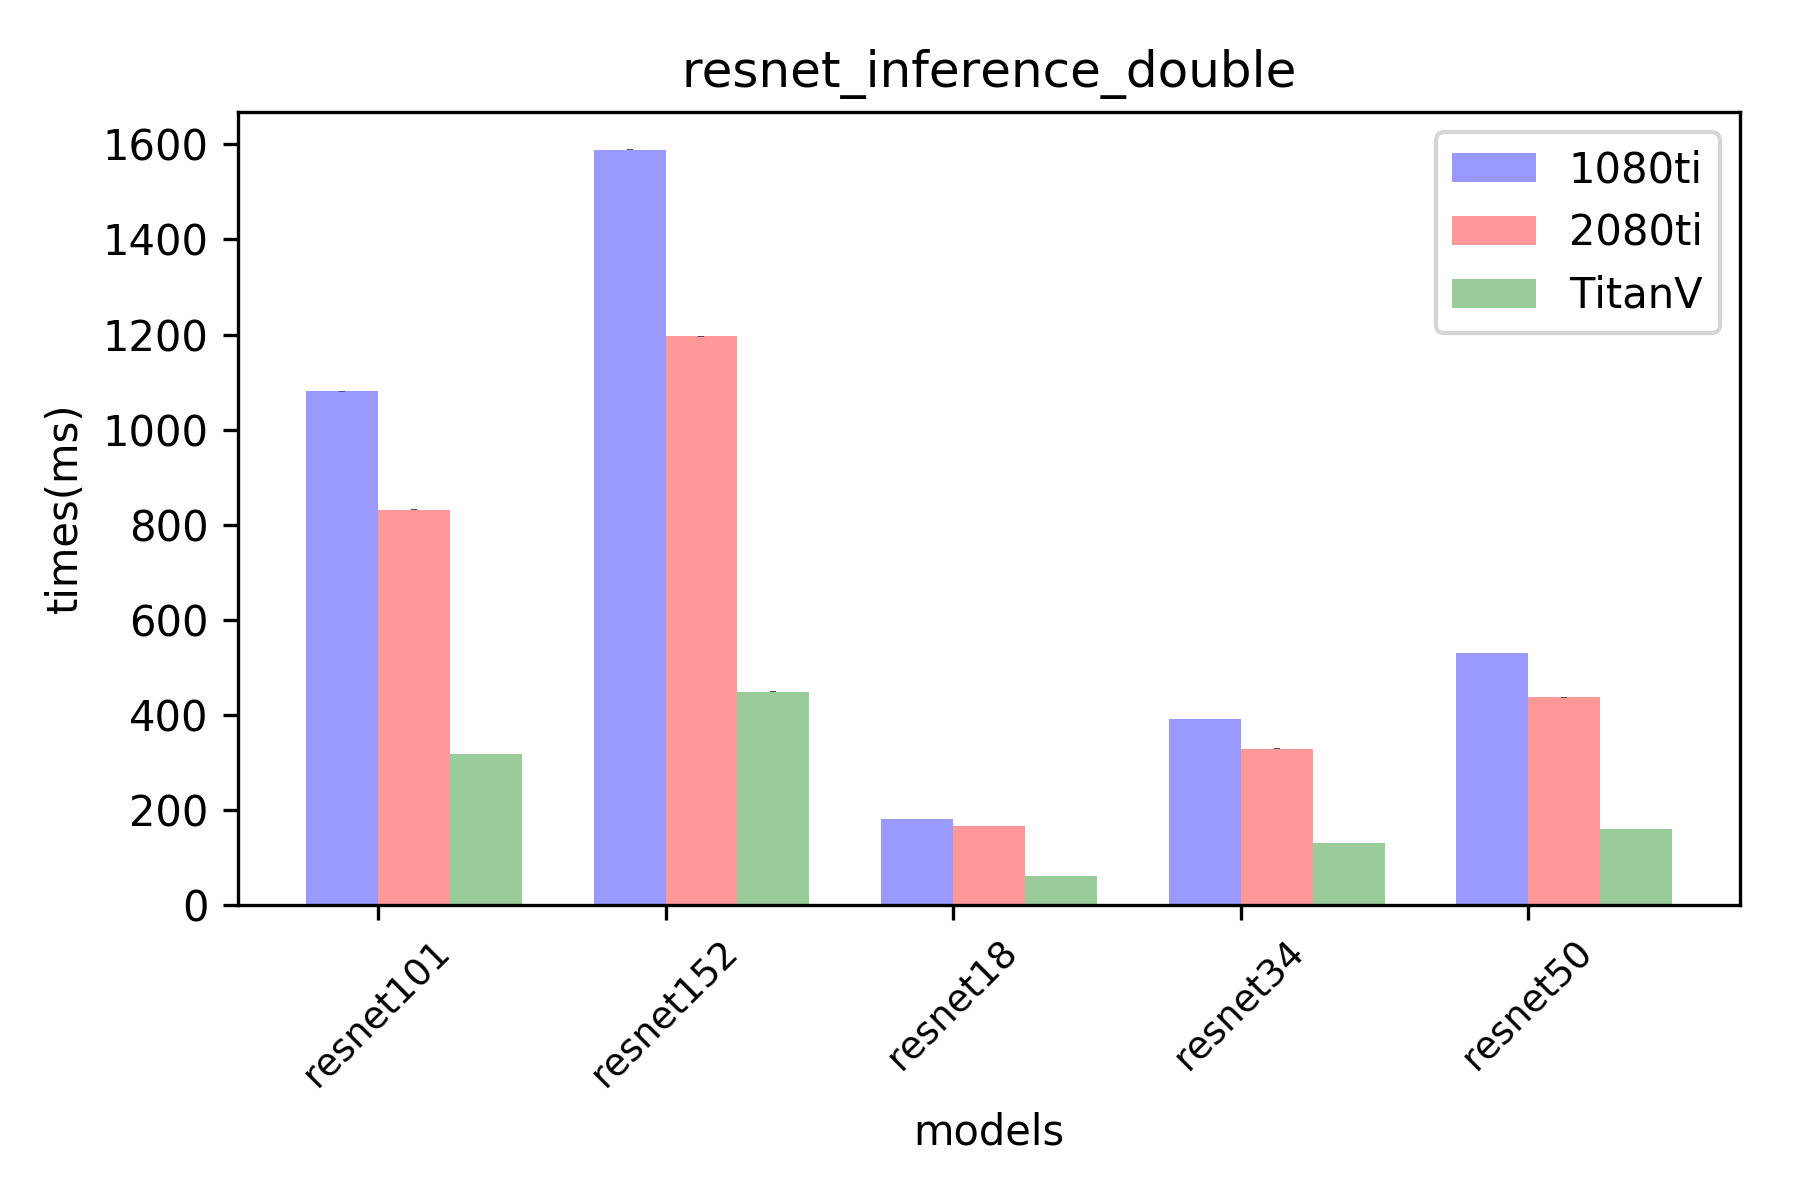 resnet_inference_double
1600
1400
1200
1000
800
600
400
200
0
times(ms)
1080ti
2080ti
TitanV
resnet101
resnet152
resnet18
resnet34
resnet50
models